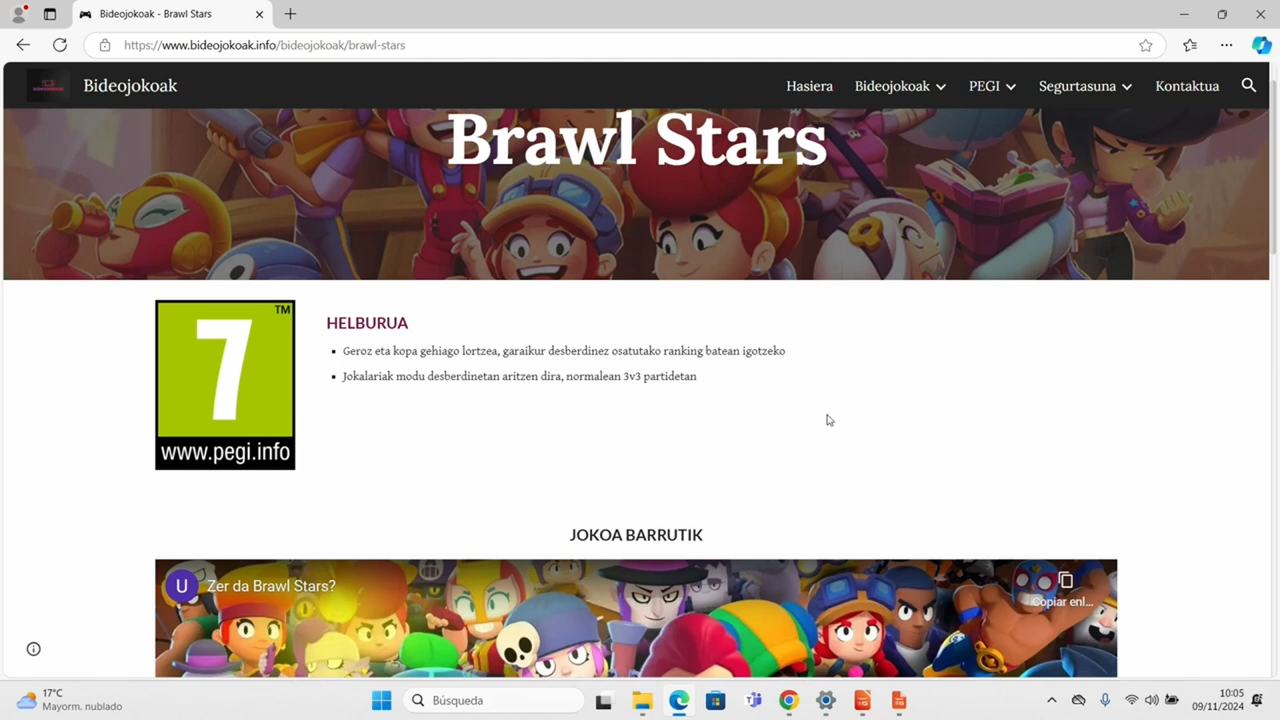 Bideojokoak - Brawl Stars
https://www.bideojokoak.info/bideojokoak/brawl-stars
Bideojokoak
Hasiera
Bideojokoak
PEGI
Segurtasuna
Kontaktua
Brawl Stars
7
TM
www.pegi.info
HELBURUA
Geroz eta kopa gehiago lortzea, garaikur desberdinez osatutako ranking batean igotzeko
Jokalariak modu desberdinetan aritzen dira, normalean 3v3 partidetan
JOKOA BARRUTIK
U
Zer da Brawl Stars?
Copiar enl...
17°C
Mayorm. nublado
Búsqueda
10:05
09/11/2024